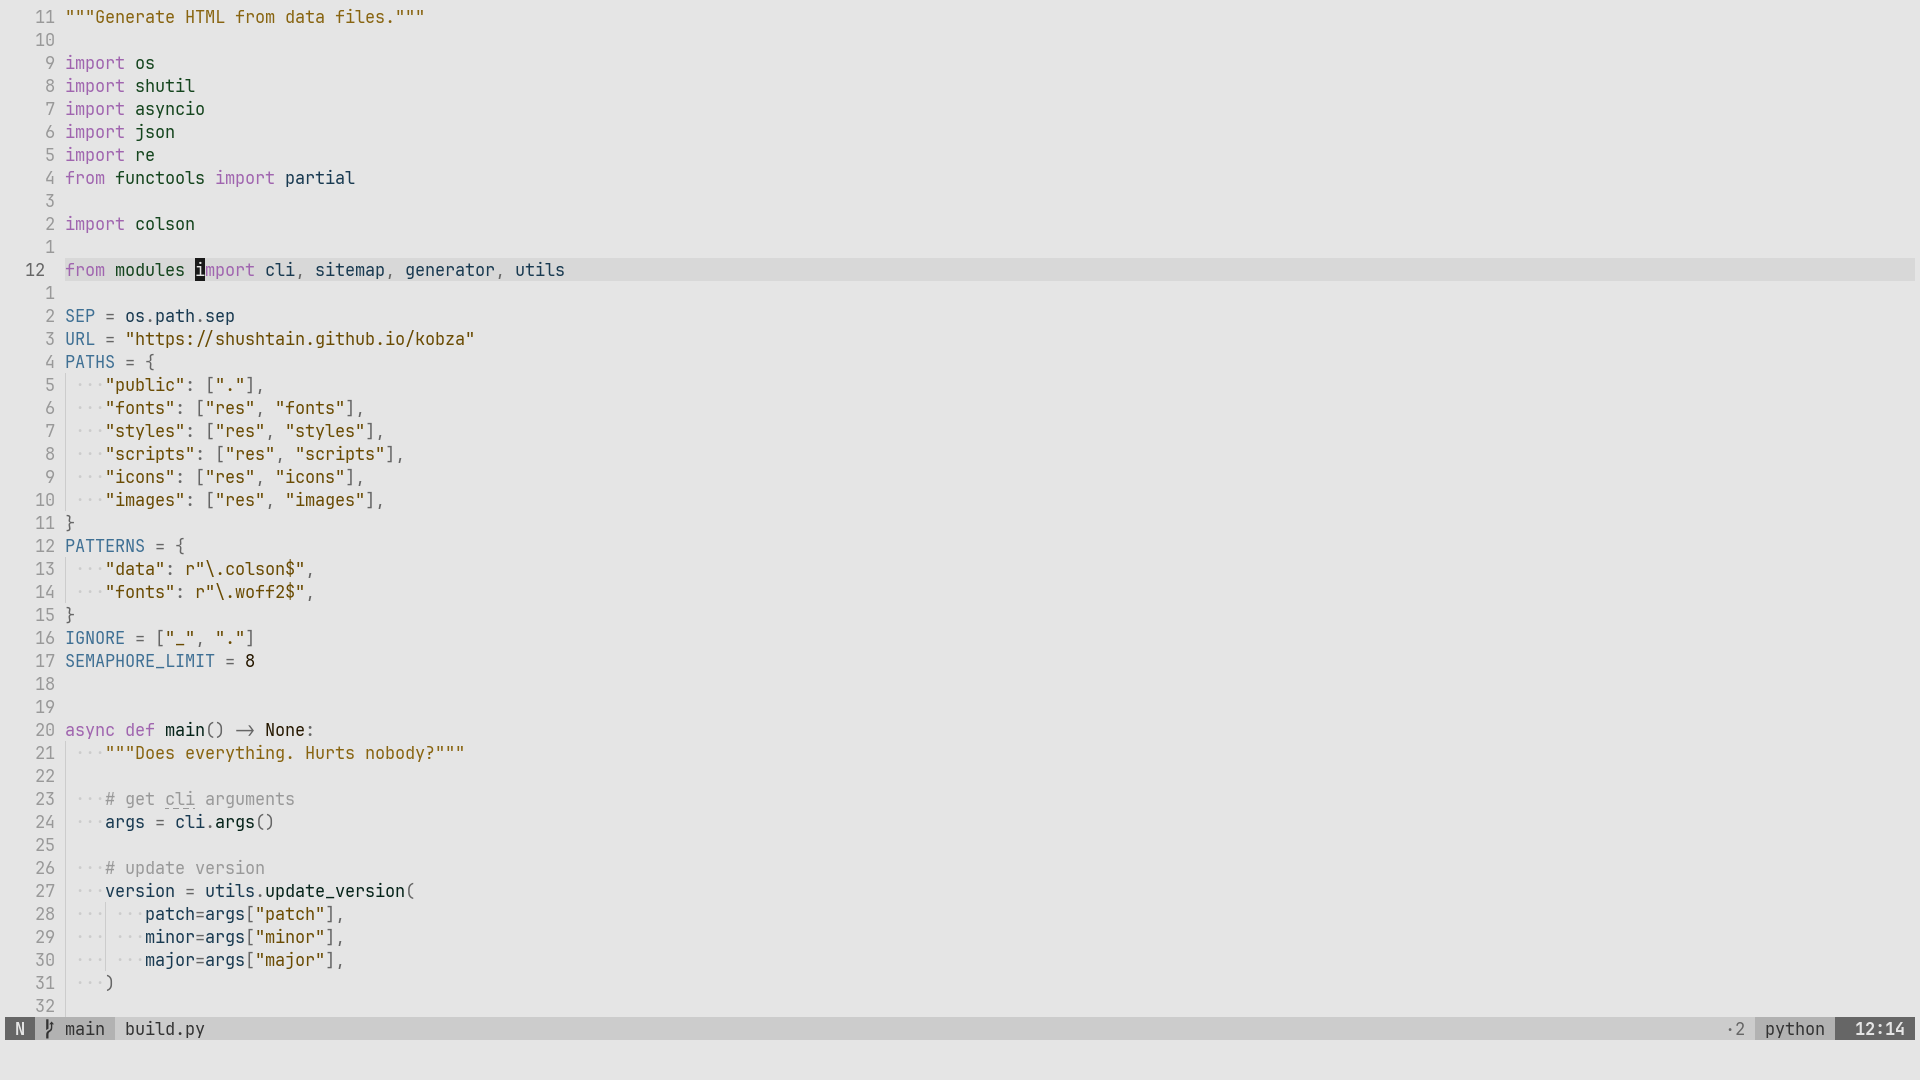 11 """Generate HTML from data files."""
10
9 import os
8 import shutil
7 import asyncio
6 import json
5 import re
4 from functools import partial
3
2 import colson
1
12 from modules import cli, sitemap, generator, utils
1
2 SEP = os.path.sep
3 URL = "https://shushtain.github.io/kobza"
4 PATHS = {
5 ····"public": ["."],
6 ····"fonts": ["res", "fonts"],
7 ····"styles": ["res", "styles"],
8 ····"scripts": ["res", "scripts"],
9 ····"icons": ["res", "icons"],
10 ····"images": ["res", "images"],
11 }
12 PATTERNS = {
13 ····"data": r"\.colson$",
14 ····"fonts": r"\.woff2$",
15 }
16 IGNORE = ["_", "."]
17 SEMAPHORE_LIMIT = 8
18
19
20 async def main() -> None:
21 ····"""Does everything. Hurts nobody?"""
22
23 ····# get cli arguments
24 ····args = cli.args()
25
26 ····# update version
27 ····version = utils.update_version(
28 ········patch=args["patch"],
29 ········minor=args["minor"],
30 ········major=args["major"],
31 ····)
32
N main build.py ·2 python 12:14